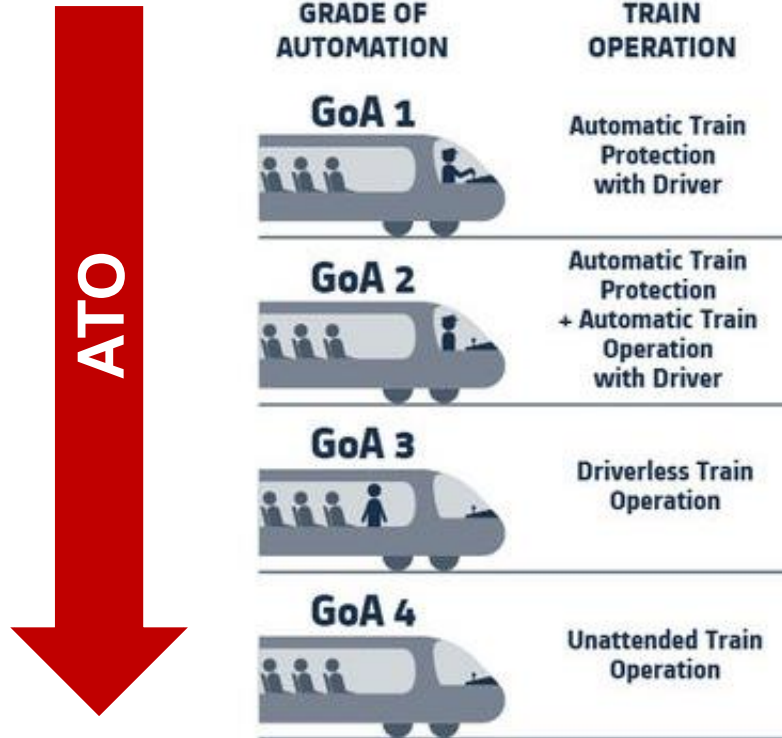 GRADE OF
AUTOMATION
TRAIN
OPERATION
ATO
GoA 1
Automatic Train
Protection
with Driver
GoA 2
Automatic Train
Protection
+ Automatic Train
Operation
with Driver
GoA 3
Driverless Train
Operation
GoA 4
Unattended Train
Operation